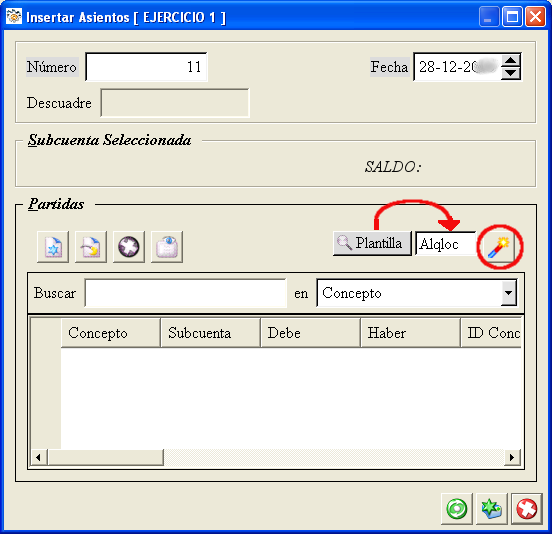 Insertar Asientos [ EJERCICIO 1 ]
Número 11 Fecha 28-12-20
Descuadre
Subcuenta Seleccionada
SALDO:
Partidas
Plantilla Alqloc
Buscar en Concepto
Concepto Subcuenta Debe Haber ID Conc